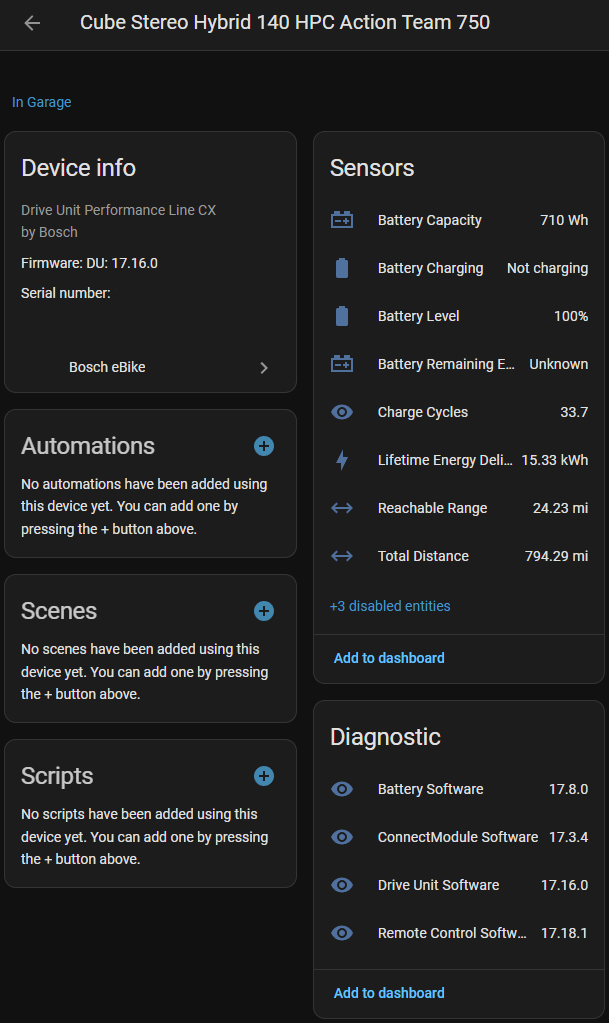 Cube Stereo Hybrid 140 HPC Action Team 750
In Garage
Device info
Drive Unit Performance Line CX
by Bosch
Firmware: DU: 17.16.0
Serial number:
Bosch eBike
Automations
No automations have been added using
this device yet. You can add one by
pressing the + button above.
Scenes
No scenes have been added using this
device yet. You can add one by pressing
the + button above.
Scripts
No scripts have been added using this
device yet. You can add one by pressing
the + button above.
Sensors
Battery Capacity 710 Wh
Battery Charging Not charging
Battery Level 100%
Battery Remaining E... Unknown
Charge Cycles 33.7
Lifetime Energy Deli... 15.33 kWh
Reachable Range 24.23 mi
Total Distance 794.29 mi
+3 disabled entities
Add to dashboard
Diagnostic
Battery Software 17.8.0
ConnectModule Software 17.3.4
Drive Unit Software 17.16.0
Remote Control Softw... 17.18.1
Add to dashboard